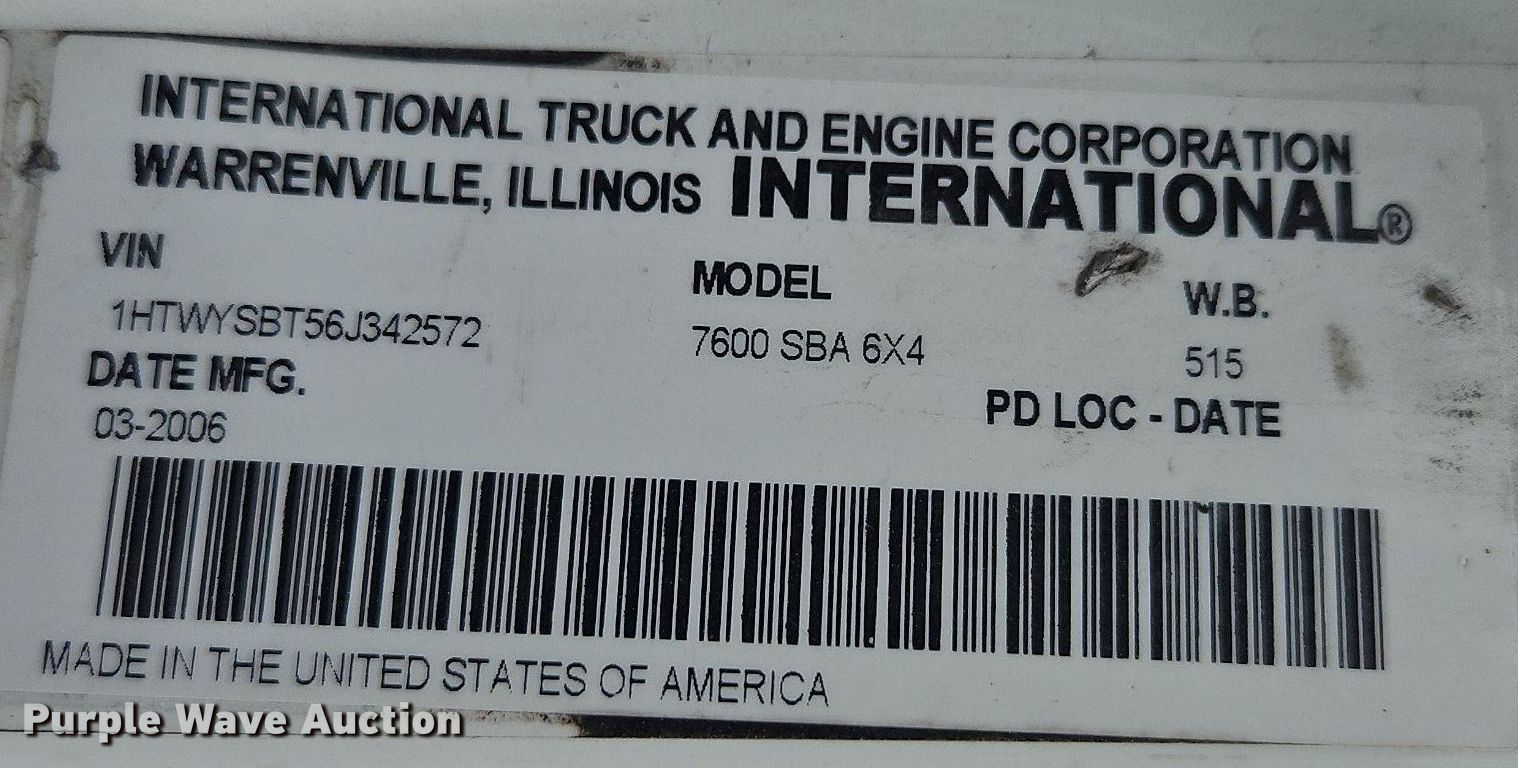 INTERNATIONAL TRUCK AND ENGINE CORPORATION
WARRENVILLE, ILLINOIS INTERNATIONAL®
VIN MODEL W.B.
1HTWYSBT56J342572 7600 SBA 6X4 515
DATE MFG. PD LOC - DATE
03-2006
MADE IN THE UNITED STATES OF AMERICA
Purple Wave Auction